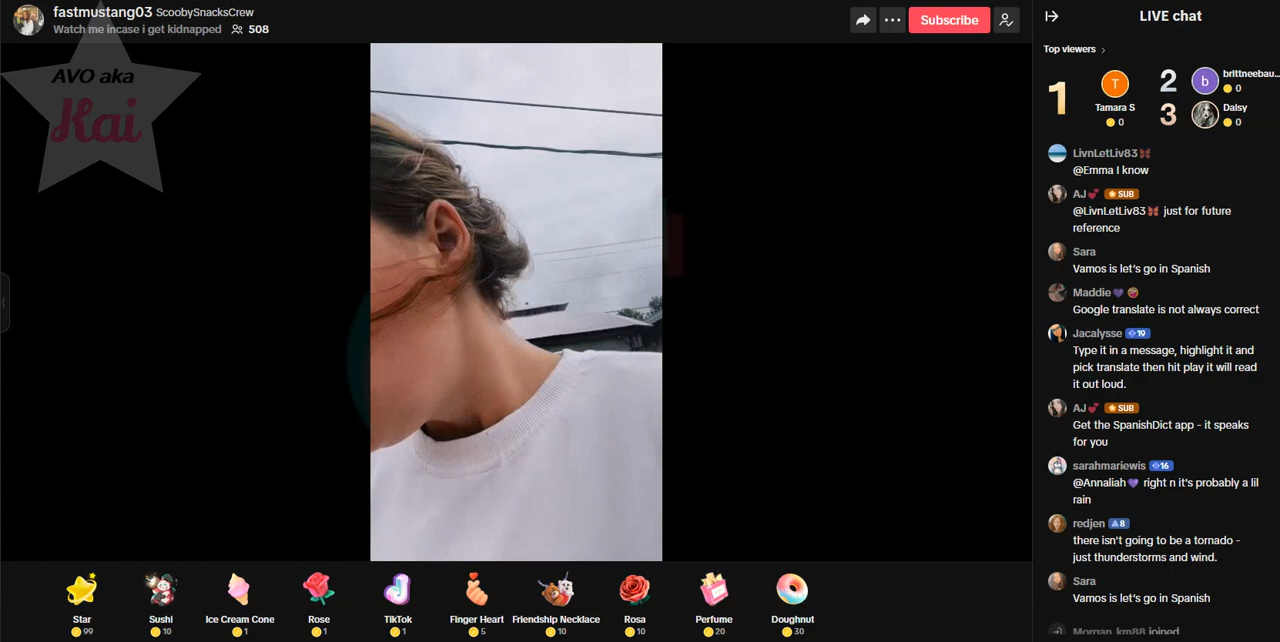 fastmustang03 ScoobySnacksCrew
Watch me incase i get kidnapped 508
Subscribe
AVO aka
Kai
LIVE chat
Top viewers
1
T
Tamara S
0
2
b
brittneebau...
0
3
Daisy
0
LivnLetLiv83
@Emma I know
AJ SUB
@LivnLetLiv83 just for future
reference
Sara
Vamos is let's go in Spanish
Maddie
Google translate is not always correct
Jacalysse 19
Type it in a message, highlight it and
pick translate then hit play it will read
it out loud.
AJ SUB
Get the SpanishDict app - it speaks
for you
sarahmariewis 16
@Annaliah right n it's probably a lil
rain
redjen 8
there isn't going to be a tornado -
just thunderstorms and wind.
Sara
Vamos is let's go in Spanish
Morgan_km88 joined
Star
99
Sushi
10
Ice Cream Cone
1
Rose
1
TikTok
1
Finger Heart
5
Friendship Necklace
10
Rosa
10
Perfume
20
Doughnut
30